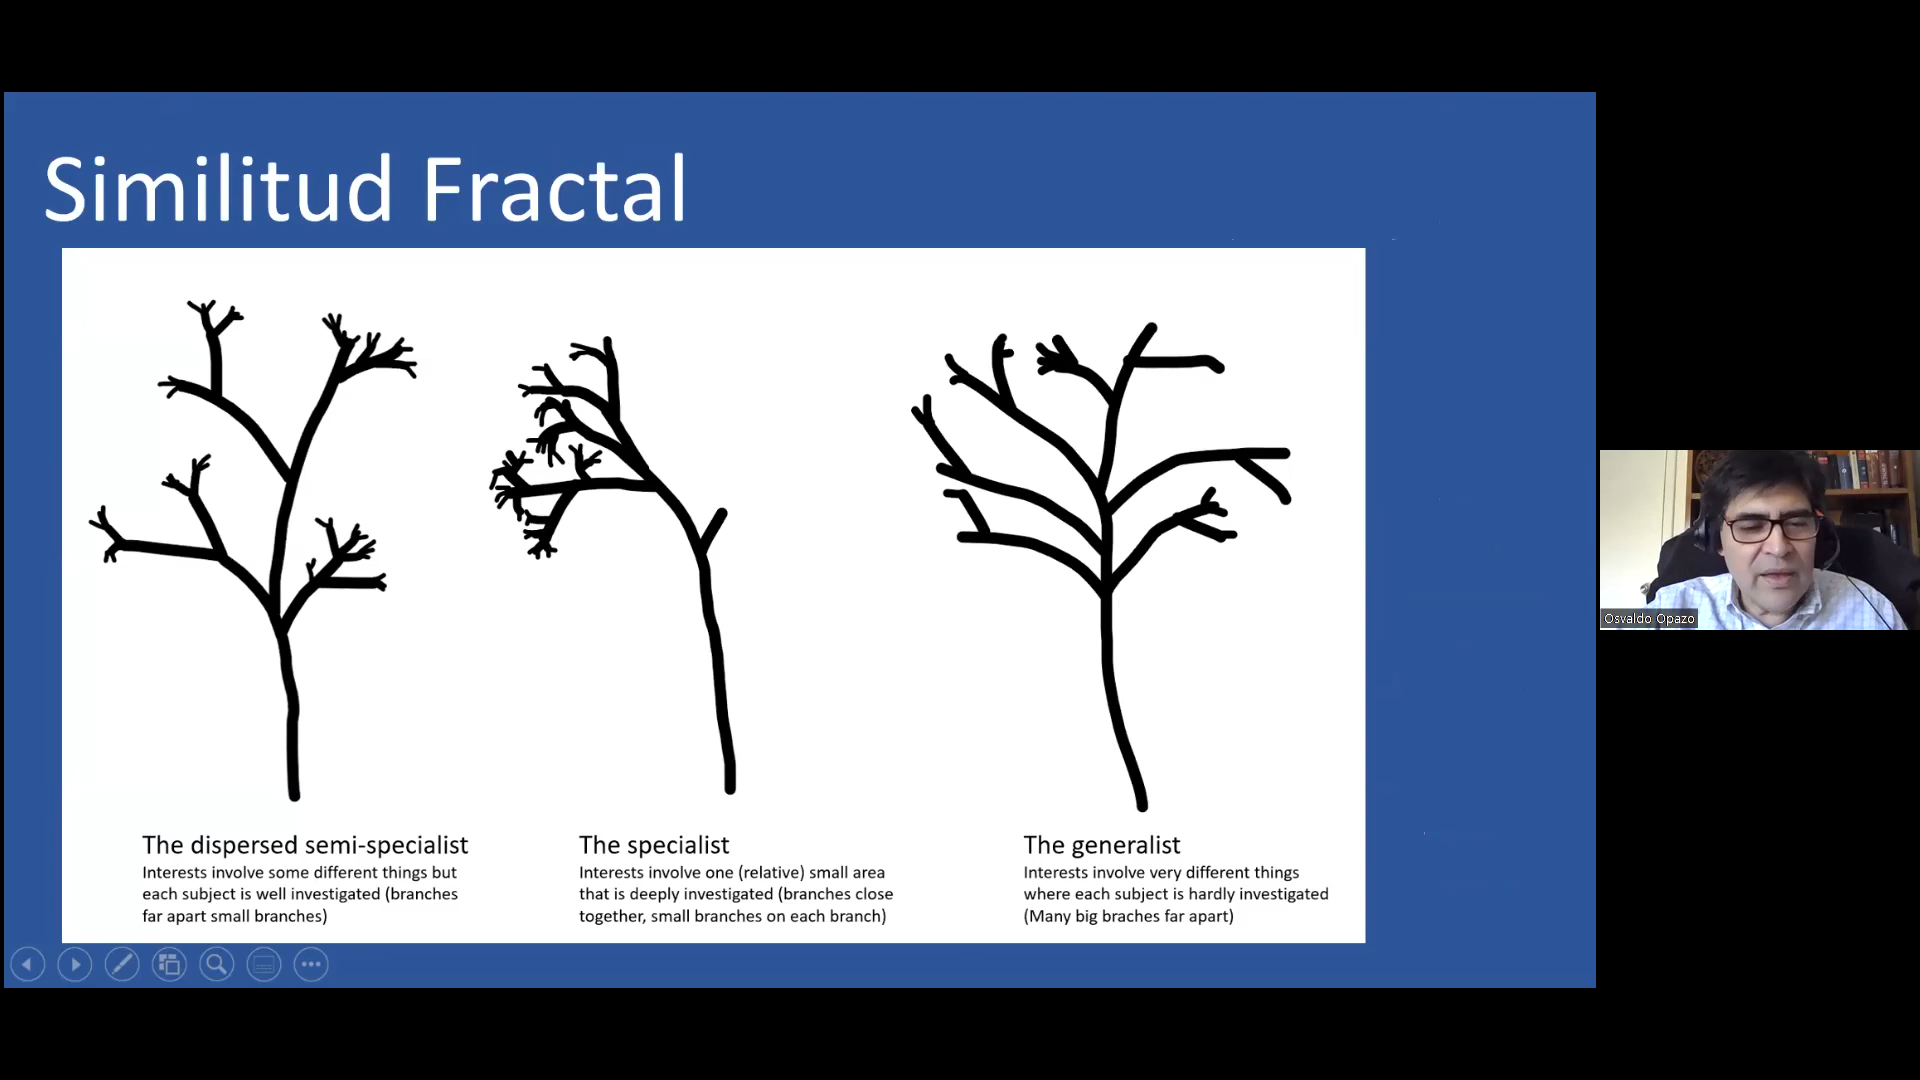 Similitud Fractal
The dispersed semi-specialist
Interests involve some different things but
each subject is well investigated (branches
far apart small branches)
The specialist
Interests involve one (relative) small area
that is deeply investigated (branches close
together, small branches on each branch)
The generalist
Interests involve very different things
where each subject is hardly investigated
(Many big braches far apart)
Osvaldo Opazo